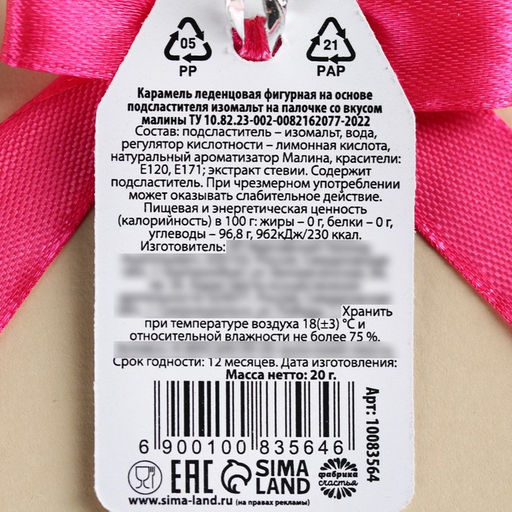 05
PP
21
PAP
Карамель леденцовая фигурная на основе
подсластителя изомальт на палочке со вкусом
малины ТУ 10.82.23-002-0082162077-2022
Состав: подсластитель – изомальт, вода,
регулятор кислотности – лимонная кислота,
натуральный ароматизатор Малина, красители:
Е120, Е171; экстракт стевии. Содержит
подсластитель. При чрезмерном употреблении
может оказывать слабительное действие.
Пищевая и энергетическая ценность
(калорийность) в 100 г: жиры – 0 г, белки – 0 г,
углеводы – 96,8 г, 962кДж/230 ккал.
Изготовитель:
Хранить
при температуре воздуха 18(±3) °С и
относительной влажности не более 75 %.
Срок годности: 12 месяцев. Дата изготовления:
Масса нетто: 20 г.
Арт: 10083564
6 900100 835646
EAC
SIMA
LAND
фабрика
счастья
www.sima-land.ru (на правах рекламы)